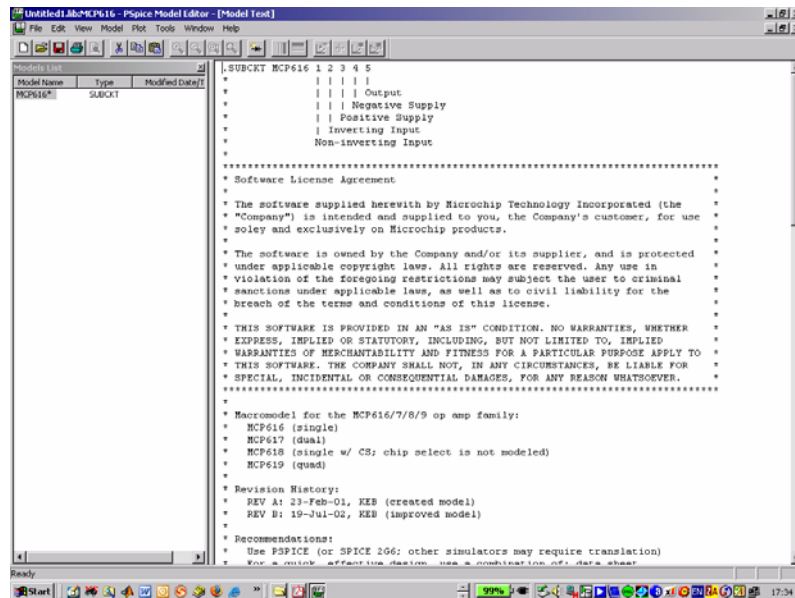 Untitled1.lib:MCP616 - PSpice Model Editor - [Model Text]
File Edit View Model Plot Tools Window Help
Models List
Model Name Type Modified Date/T
MCP616* SUBCKT
.SUBCKT MCP616 1 2 3 4 5
* | | | | |
* | | | | Output
* | | | Negative Supply
* | | Positive Supply
* | Inverting Input
* Non-inverting Input
*
********************************************************************************
* Software License Agreement *
* *
* The software supplied herewith by Microchip Technology Incorporated (the *
* "Company") is intended and supplied to you, the Company's customer, for use *
* soley and exclusively on Microchip products. *
* *
* The software is owned by the Company and/or its supplier, and is protected *
* under applicable copyright laws. All rights are reserved. Any use in *
* violation of the foregoing restrictions may subject the user to criminal *
* sanctions under applicable laws, as well as to civil liability for the *
* breach of the terms and conditions of this license. *
* *
* THIS SOFTWARE IS PROVIDED IN AN "AS IS" CONDITION. NO WARRANTIES, WHETHER *
* EXPRESS, IMPLIED OR STATUTORY, INCLUDING, BUT NOT LIMITED TO, IMPLIED *
* WARRANTIES OF MERCHANTABILITY AND FITNESS FOR A PARTICULAR PURPOSE APPLY TO *
* THIS SOFTWARE. THE COMPANY SHALL NOT, IN ANY CIRCUMSTANCES, BE LIABLE FOR *
* SPECIAL, INCIDENTAL OR CONSEQUENTIAL DAMAGES, FOR ANY REASON WHATSOEVER. *
********************************************************************************
*
* Macromodel for the MCP616/7/8/9 op amp family:
* MCP616 (single)
* MCP617 (dual)
* MCP618 (single w/ CS; chip select is not modeled)
* MCP619 (quad)
*
* Revision History:
* REV A: 23-Feb-01, KEB (created model)
* REV B: 19-Jul-02, KEB (improved model)
*
* Recommendations:
* Use PSPICE (or SPICE 2G6; other simulators may require translation)
* For a quick, effective design, use a combination of: data sheet
Ready
Start
99%
EN
17:34